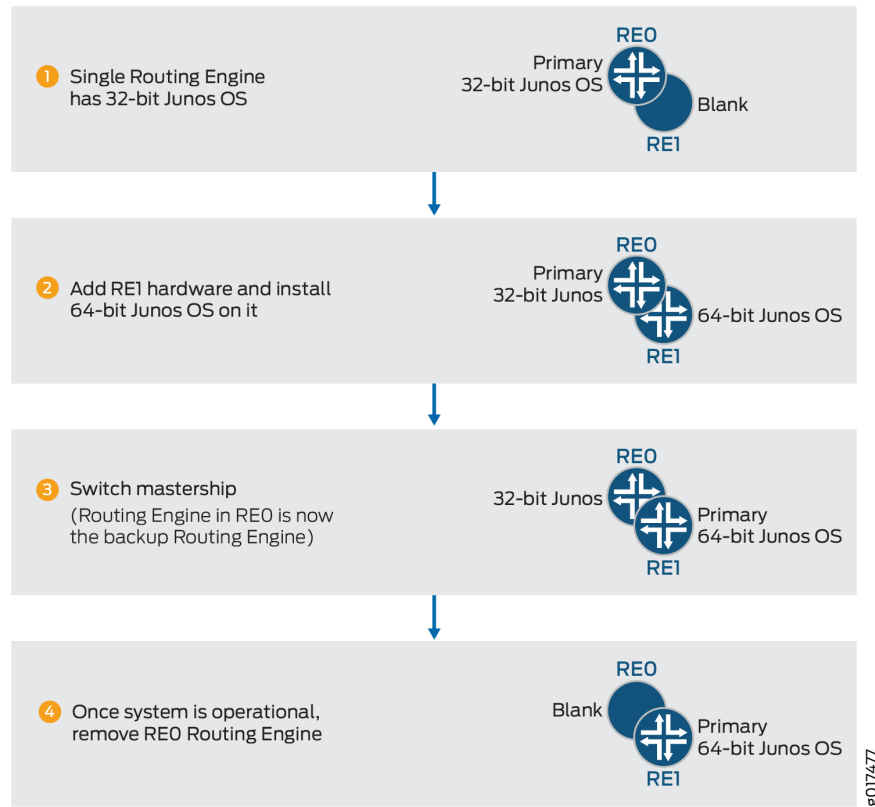 1 Single Routing Engine
has 32-bit Junos OS
RE0
Primary
32-bit Junos OS
Blank
RE1
2 Add RE1 hardware and install
64-bit Junos OS on it
RE0
Primary
32-bit Junos
64-bit Junos OS
RE1
3 Switch mastership
(Routing Engine in RE0 is now
the backup Routing Engine)
RE0
32-bit Junos
Primary
64-bit Junos OS
RE1
4 Once system is operational,
remove RE0 Routing Engine
RE0
Blank
Primary
64-bit Junos OS
RE1
g017477